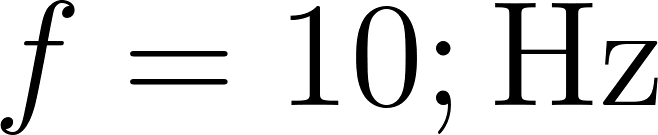 f = 10; Hz